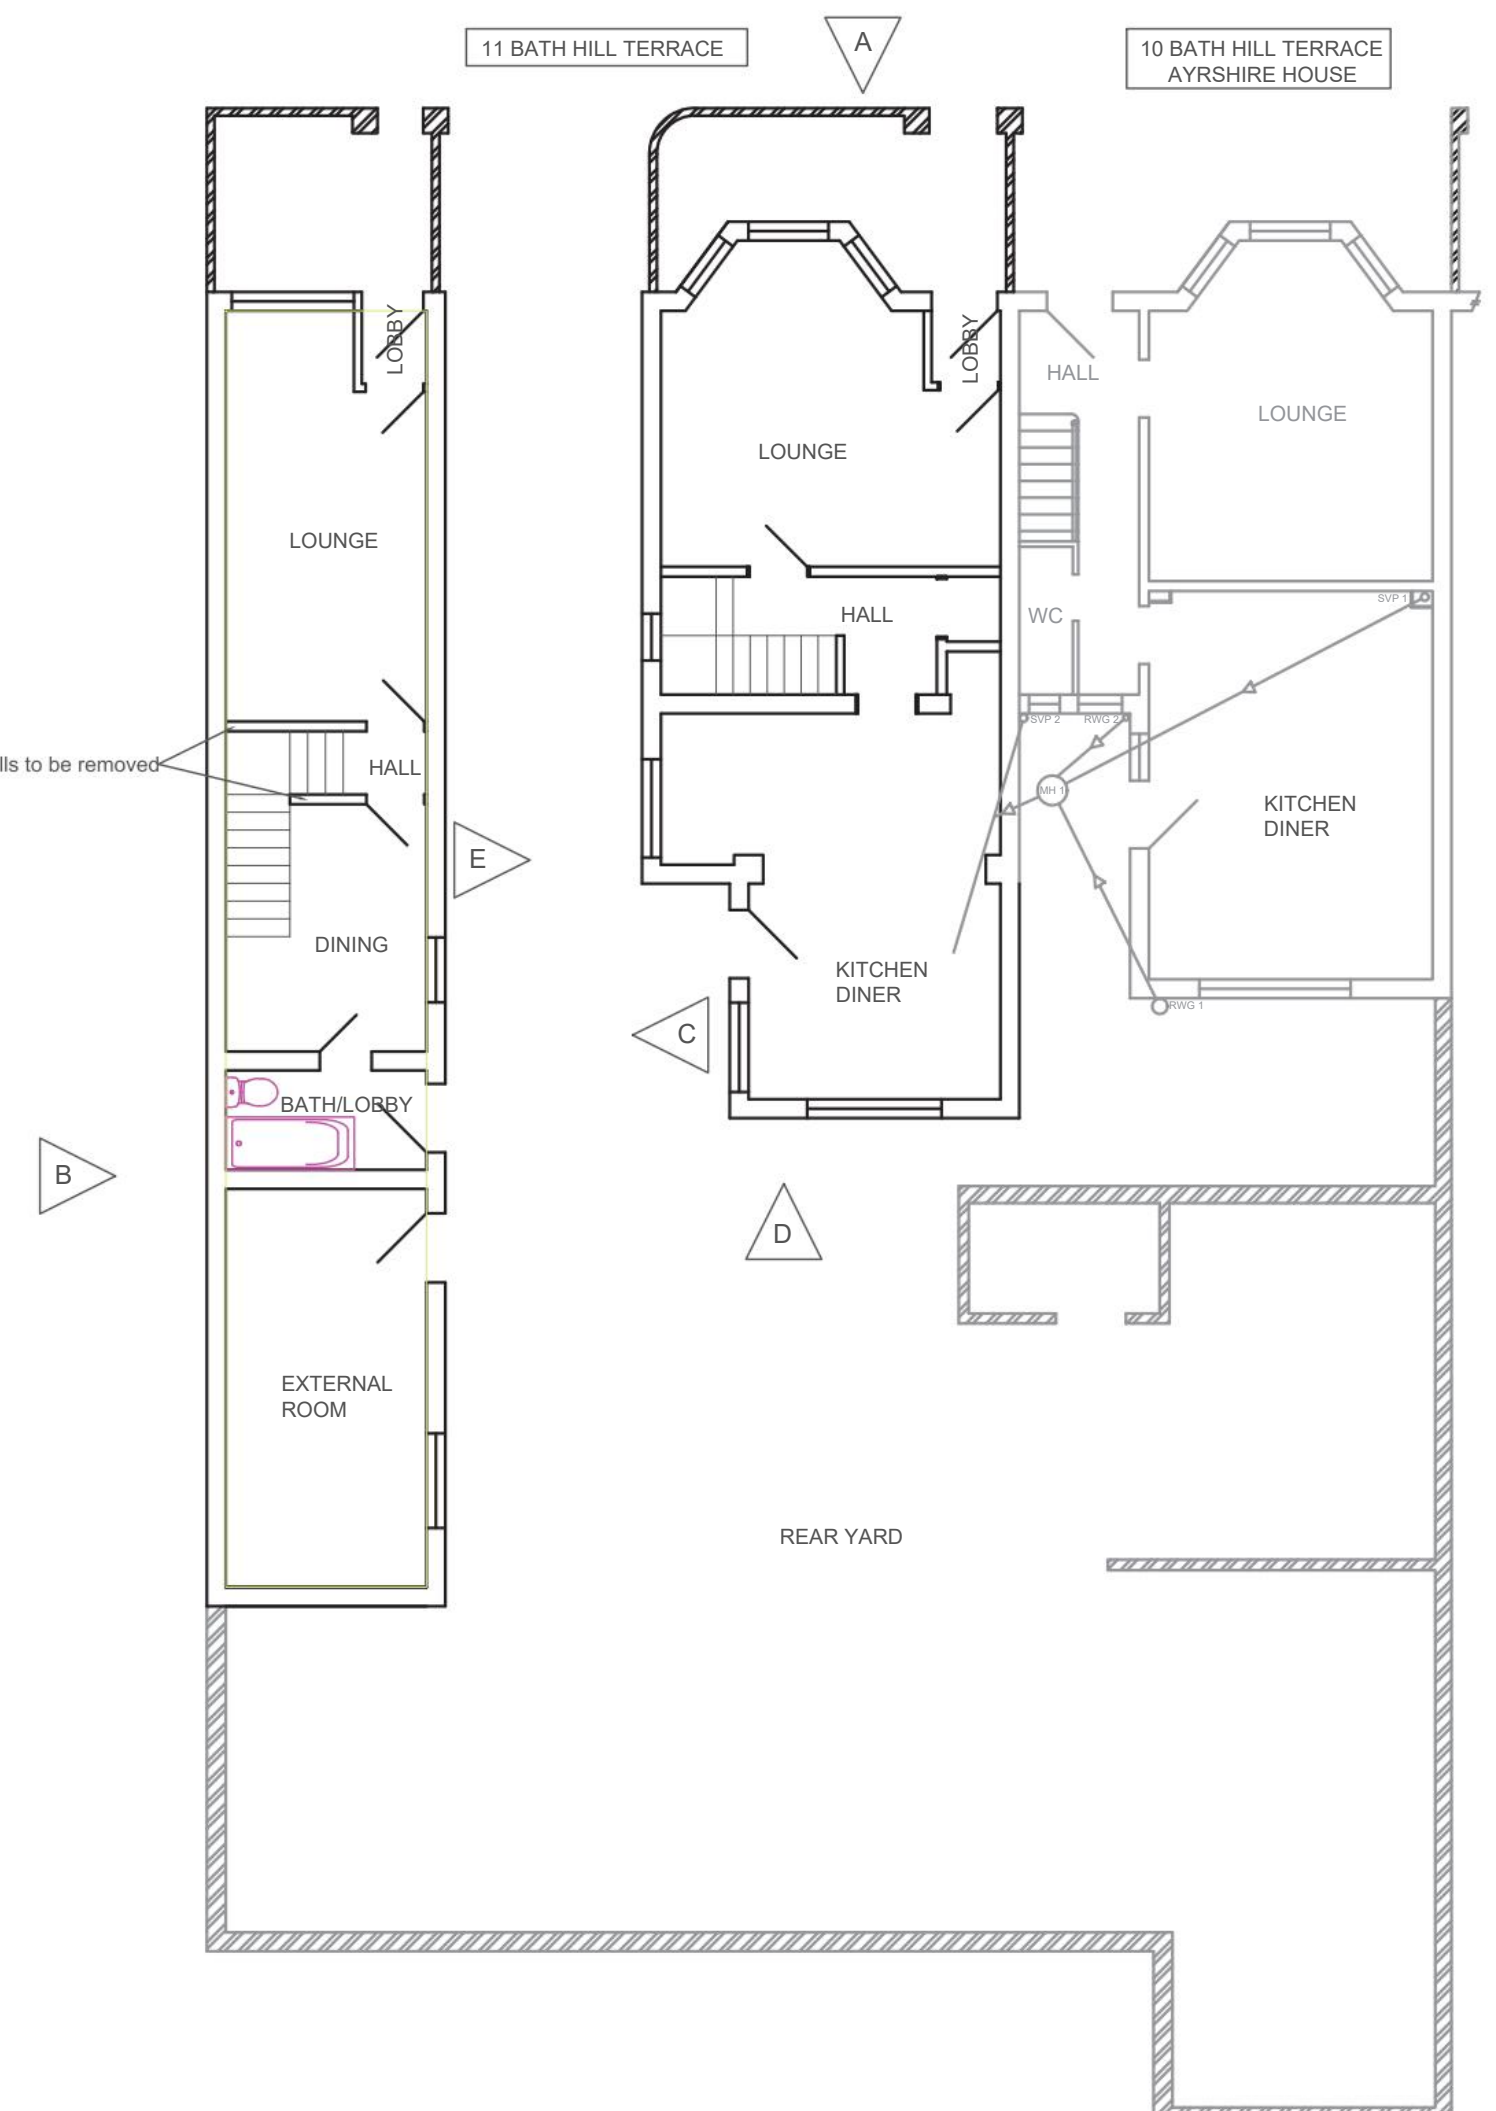 11 BATH HILL TERRACE
A
10 BATH HILL TERRACE
AYRSHIRE HOUSE
LOBBY
LOBBY
HALL
LOUNGE
LOUNGE
LOUNGE
SVP 1
HALL
WC
SVP 2
RWG 2
lls to be removed
HALL
MH 1
KITCHEN
DINER
E
DINING
KITCHEN
DINER
RWG 1
C
BATH/LOBBY
B
D
EXTERNAL
ROOM
REAR YARD